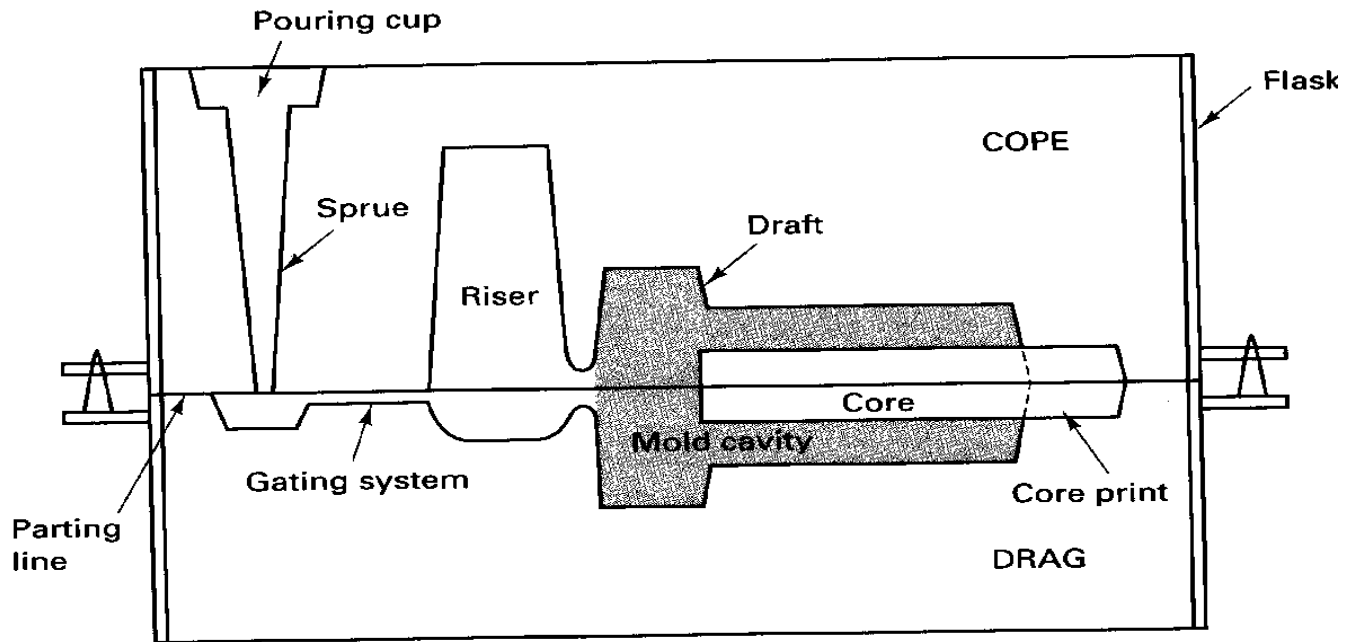 Pouring cup
Flask
COPE
Sprue
Draft
Riser
Core
Mold cavity
Gating system
Core print
Parting
line
DRAG